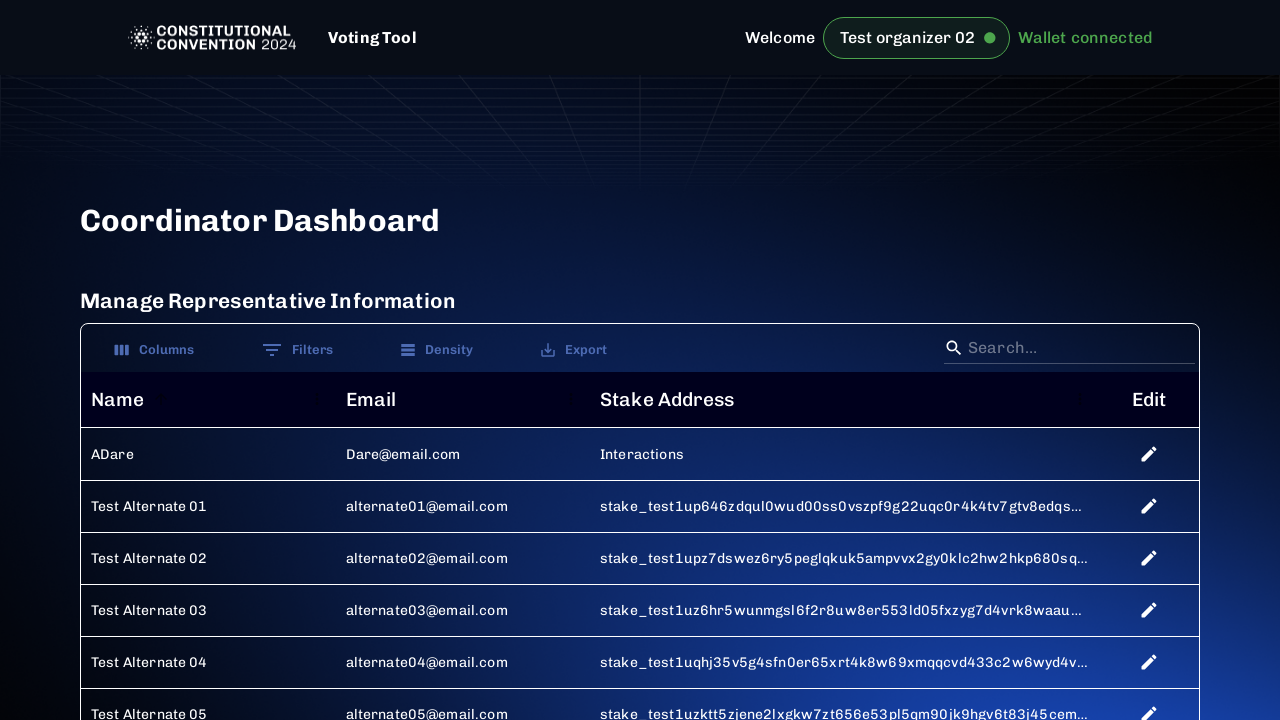 CONSTITUTIONAL
CONVENTION 2024
Voting Tool
Welcome
Test organizer 02
Wallet connected
Coordinator Dashboard
Manage Representative Information
Columns
Filters
Density
Export
Search…
Name Email Stake Address Edit
ADare Dare@email.com Interactions
Test Alternate 01 alternate01@email.com stake_test1up646zdqul0wud00ss0vszpf9g22uqc0r4k4tv7gtv8edqs...
Test Alternate 02 alternate02@email.com stake_test1upz7dswez6ry5peglqkuk5ampvvx2gy0klc2hw2hkp680sq...
Test Alternate 03 alternate03@email.com stake_test1uz6hr5wunmgsl6f2r8uw8er553ld05fxzyg7d4vrk8waau...
Test Alternate 04 alternate04@email.com stake_test1uqhj35v5g4sfn0er65xrt4k8w69xmqqcvd433c2w6wyd4v...
Test Alternate 05 alternate05@email.com stake_test1uzktt5zjene2lxgkw7zt656e53pl5qm90jk9hgv6t83j45cem...